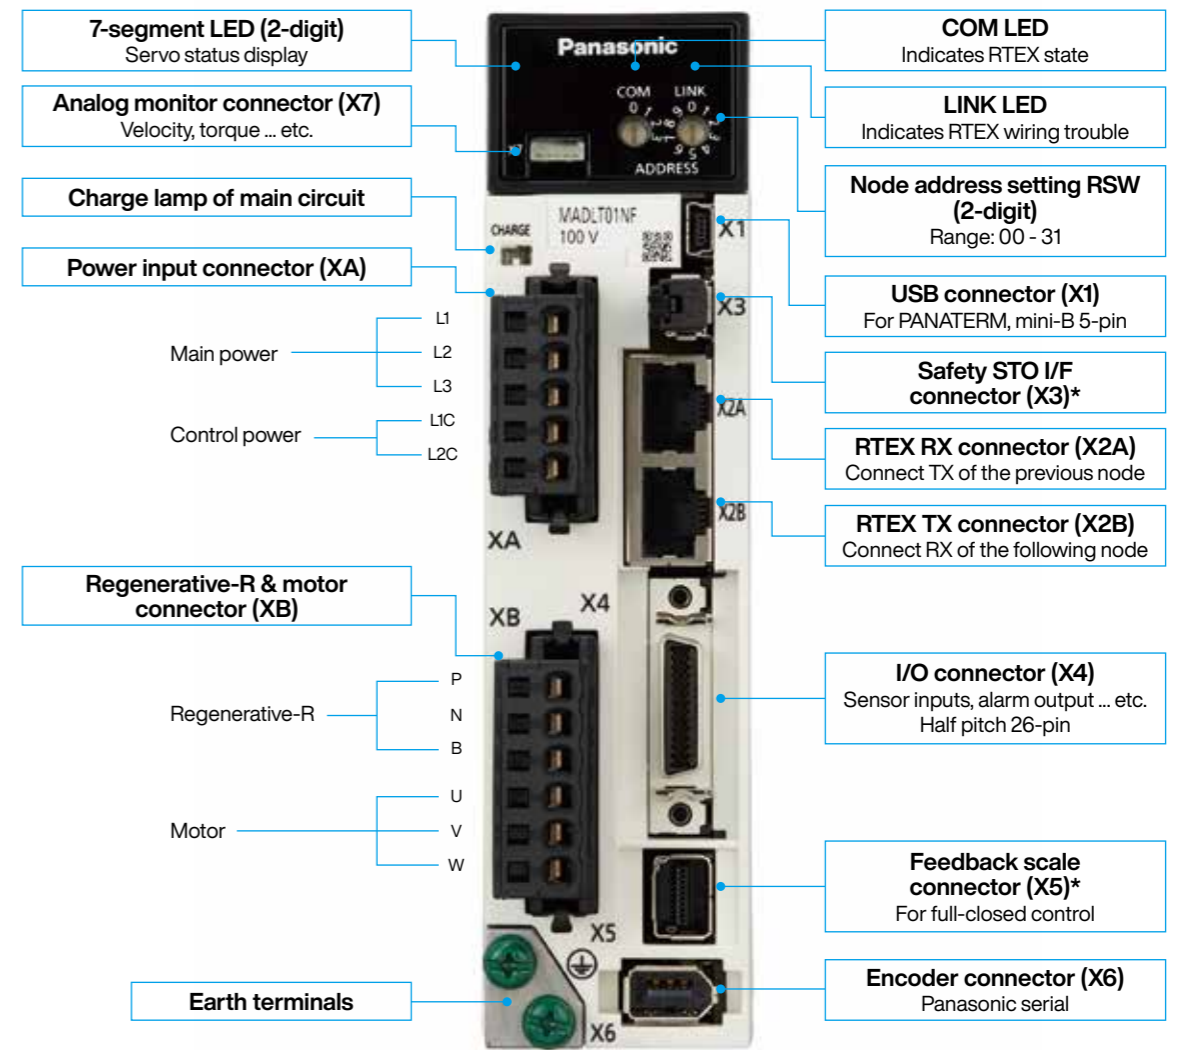 7-segment LED (2-digit)
Servo status display
Analog monitor connector (X7)
Velocity, torque ... etc.
Charge lamp of main circuit
Power input connector (XA)
Main power
L1
L2
L3
Control power
L1C
L2C
Regenerative-R & motor
connector (XB)
Regenerative-R
P
N
B
Motor
U
V
W
Earth terminals
Panasonic
COM LINK
ADDRESS
X7
CHARGE
MADLT01NF
100 V
X1
X3
X2A
X2B
XA
XB
X4
X5
X6
COM LED
Indicates RTEX state
LINK LED
Indicates RTEX wiring trouble
Node address setting RSW
(2-digit)
Range: 00 - 31
USB connector (X1)
For PANATERM, mini-B 5-pin
Safety STO I/F
connector (X3)*
RTEX RX connector (X2A)
Connect TX of the previous node
RTEX TX connector (X2B)
Connect RX of the following node
I/O connector (X4)
Sensor inputs, alarm output ... etc.
Half pitch 26-pin
Feedback scale
connector (X5)*
For full-closed control
Encoder connector (X6)
Panasonic serial